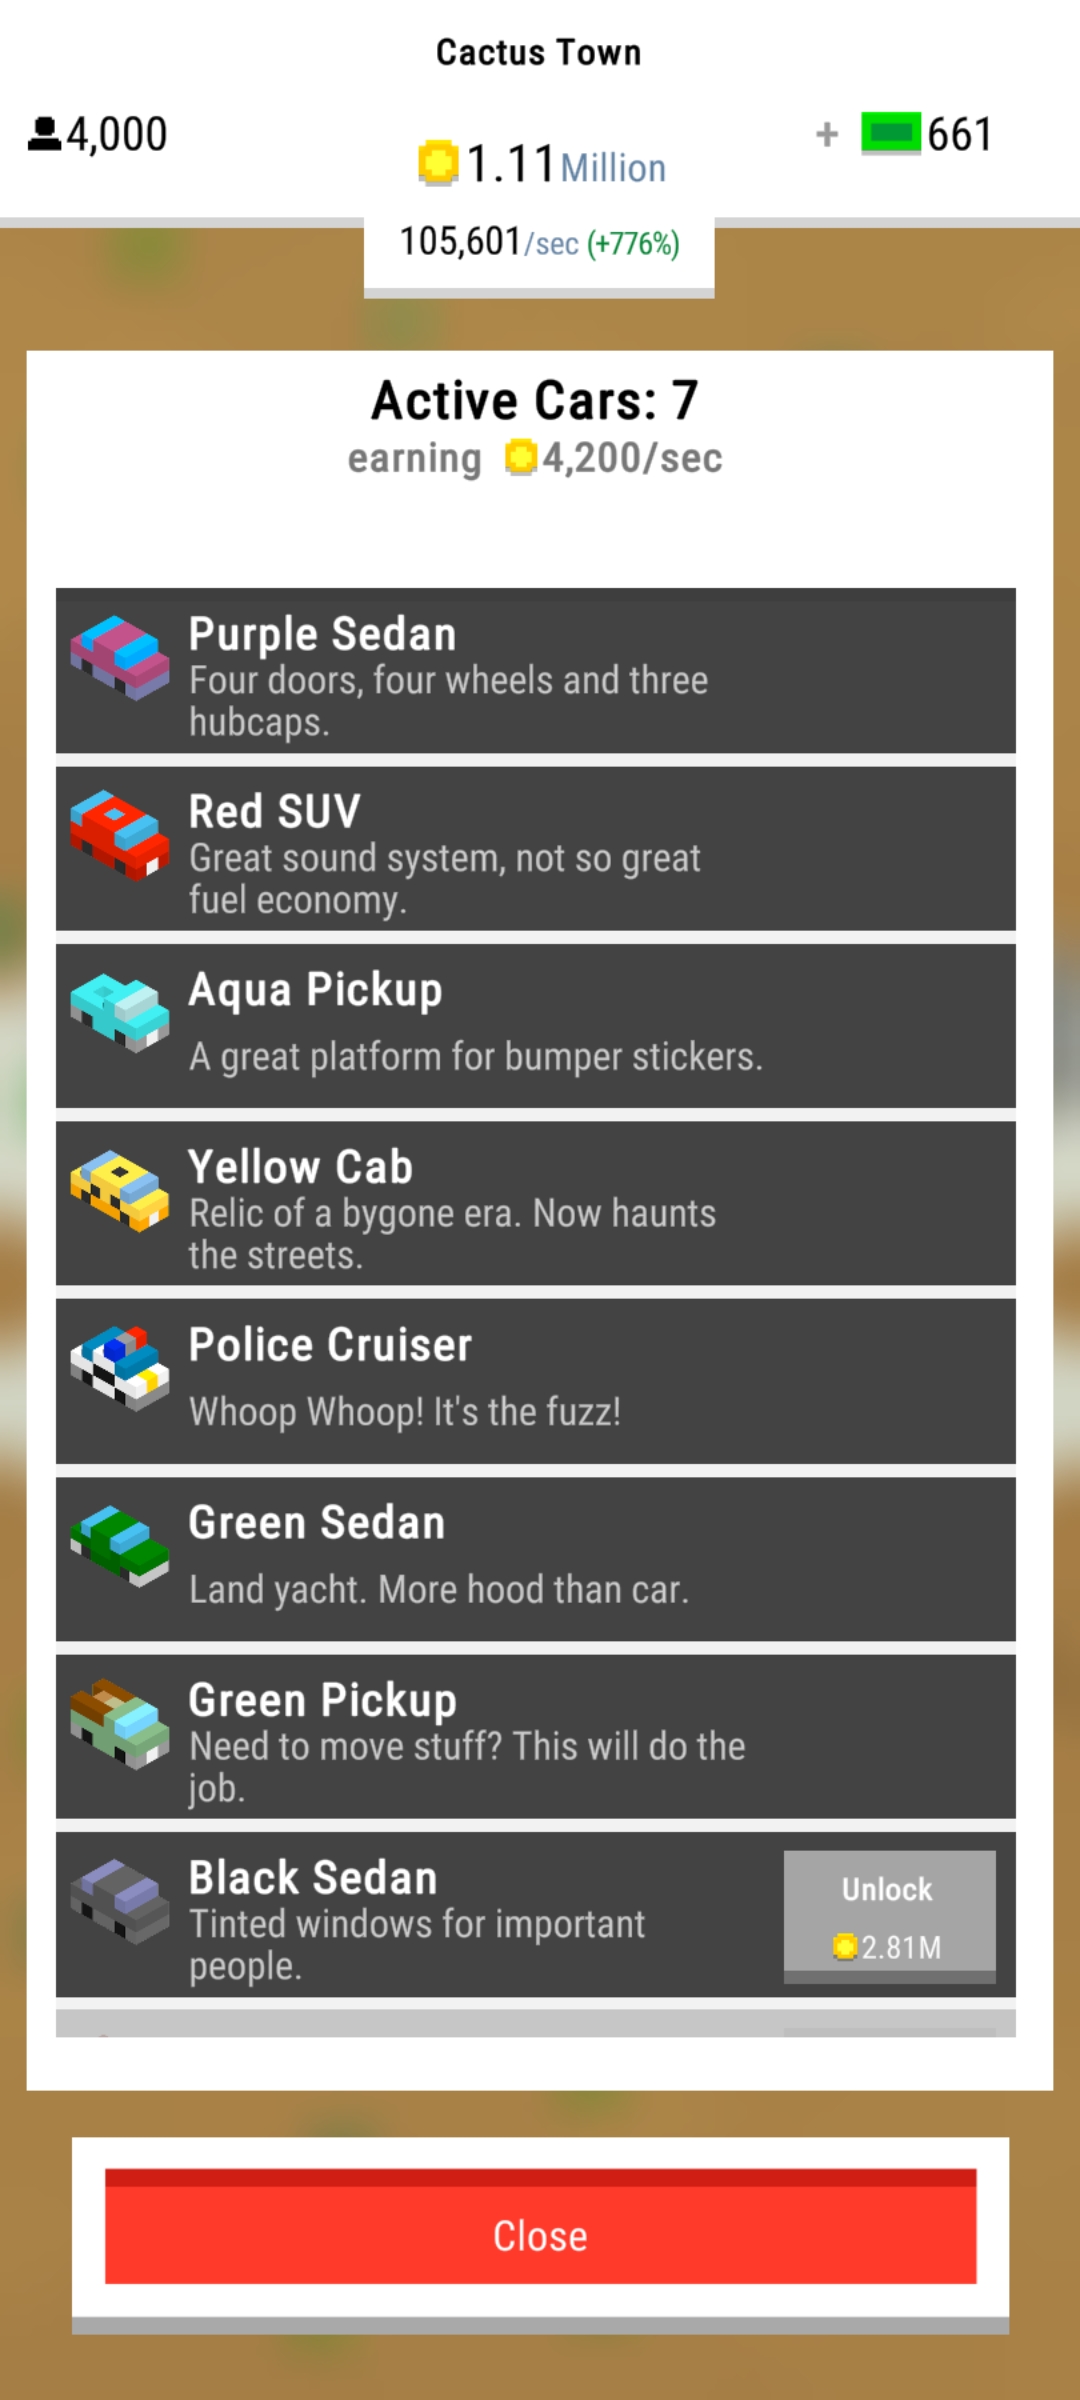 Cactus Town
4,000
1.11 Million
+ 661
105,601/sec (+776%)
Active Cars: 7
earning 4,200/sec
Purple Sedan
Four doors, four wheels and three
hubcaps.
Red SUV
Great sound system, not so great
fuel economy.
Aqua Pickup
A great platform for bumper stickers.
Yellow Cab
Relic of a bygone era. Now haunts
the streets.
Police Cruiser
Whoop Whoop! It's the fuzz!
Green Sedan
Land yacht. More hood than car.
Green Pickup
Need to move stuff? This will do the
job.
Black Sedan
Tinted windows for important
people.
Unlock
2.81M
Close